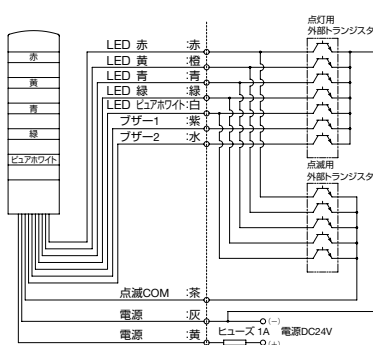 点灯用
外部トランジスタ
赤
黄
青
緑
ピュアホワイト
LED 赤 :赤
LED 黄 :橙
LED 青 :青
LED 緑 :緑
LED ピュアホワイト:白
ブザー1 :紫
ブザー2 :水
点滅用
外部トランジスタ
点滅COM :茶
電源 :灰
(−)
電源 :黄
ヒューズ 1A 電源DC24V
(+)